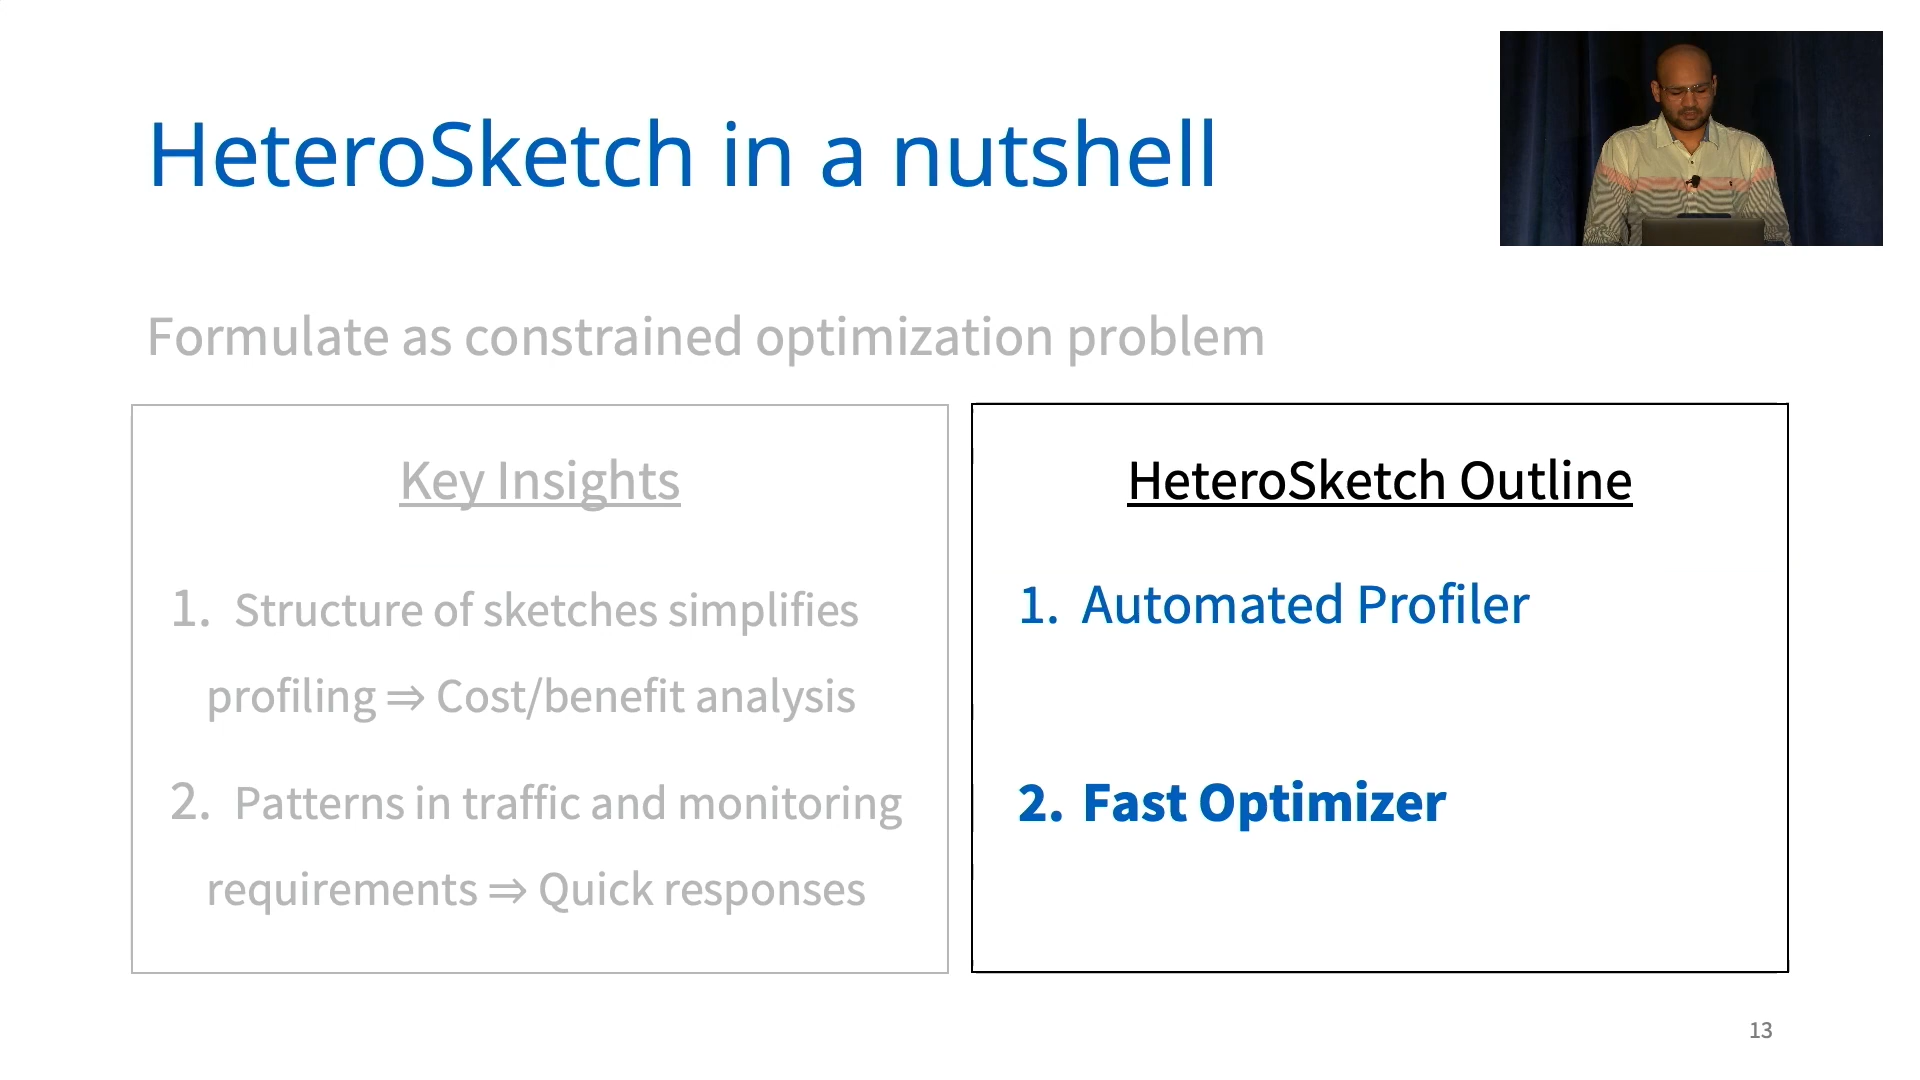 HeteroSketch in a nutshell
Formulate as constrained optimization problem
Key Insights
1. Structure of sketches simplifies
profiling ⇒ Cost/benefit analysis
2. Patterns in traffic and monitoring
requirements ⇒ Quick responses
HeteroSketch Outline
1. Automated Profiler
2. Fast Optimizer
13